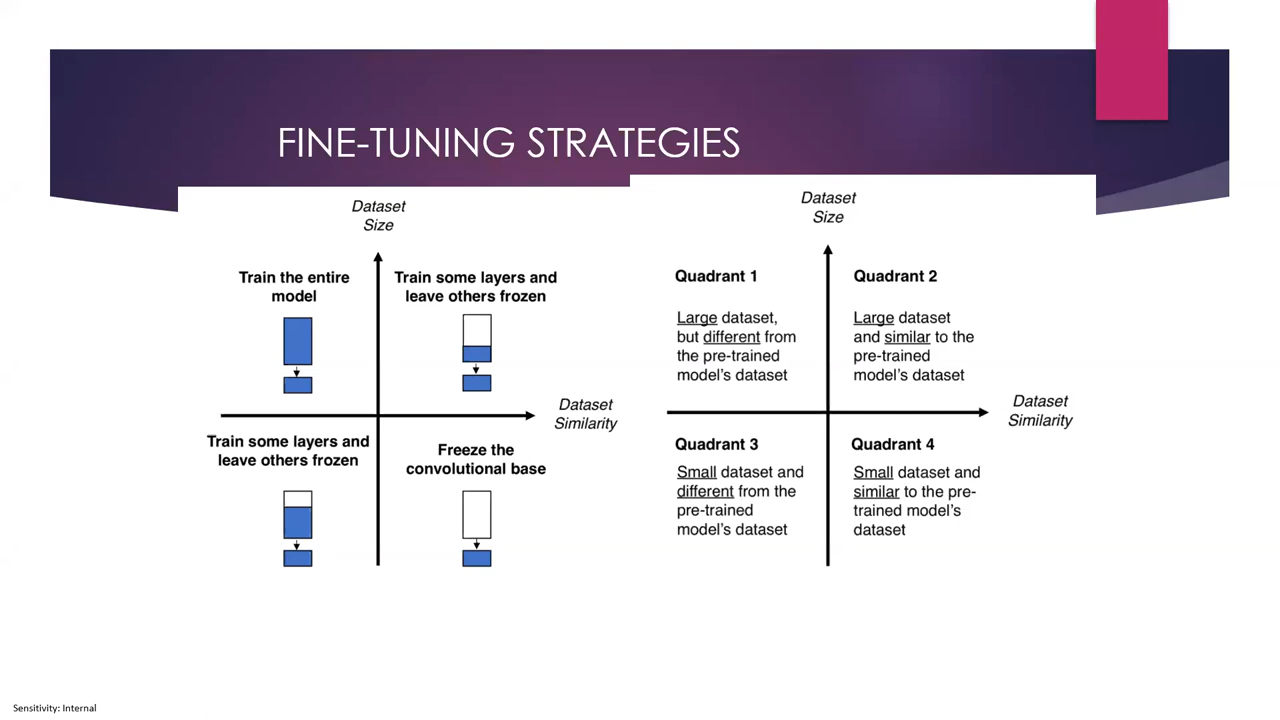 FINE-TUNING STRATEGIES
Dataset
Size
Train the entire
model
Train some layers and
leave others frozen
Dataset
Similarity
Train some layers and
leave others frozen
Freeze the
convolutional base
Dataset
Size
Quadrant 1
Large dataset,
but different from
the pre-trained
model's dataset
Quadrant 2
Large dataset
and similar to the
pre-trained
model's dataset
Dataset
Similarity
Quadrant 3
Small dataset and
different from the
pre-trained
model's dataset
Quadrant 4
Small dataset and
similar to the pre-
trained model's
dataset
Sensitivity: Internal